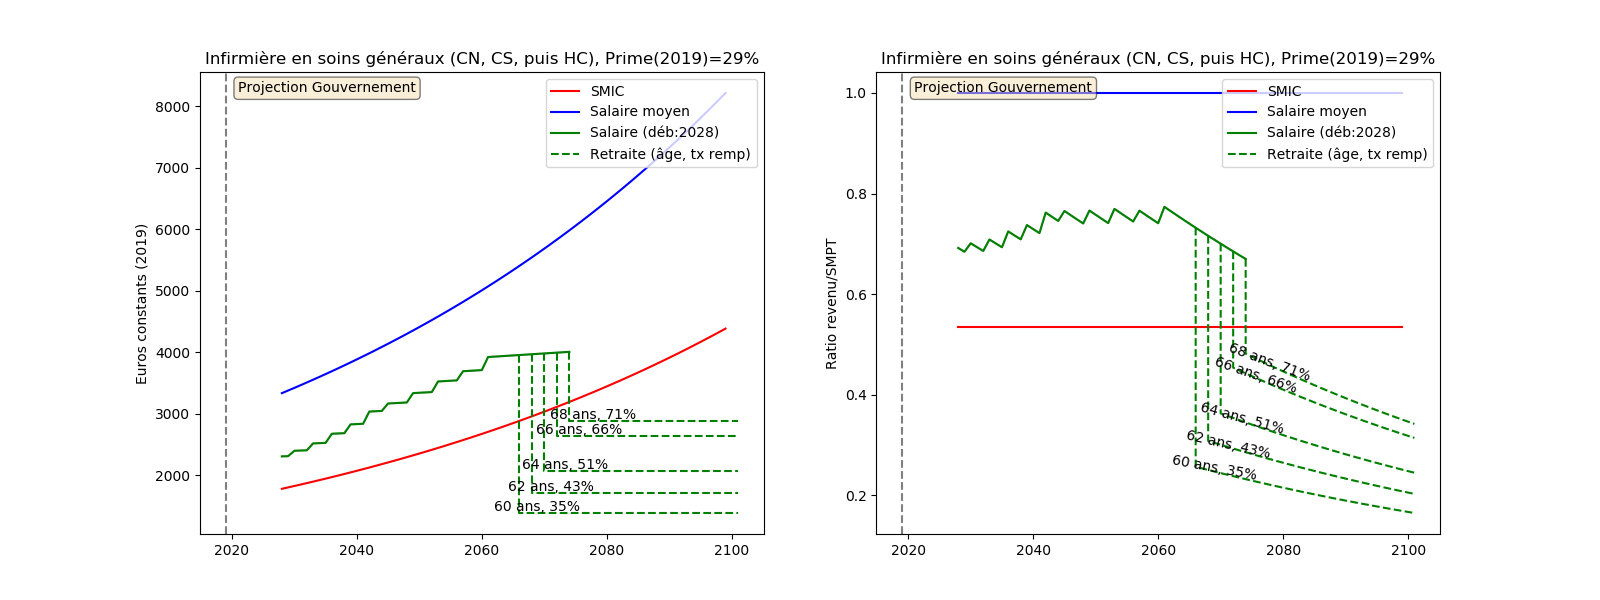 Infirmière en soins généraux (CN, CS, puis HC), Prime(2019)=29%
Projection Gouvernement
SMIC
Salaire moyen
Salaire (déb:2028)
Retraite (âge, tx remp)
Euros constants (2019)
8000
7000
6000
5000
4000
3000
2000
68 ans, 71%
66 ans, 66%
64 ans, 51%
62 ans, 43%
60 ans, 35%
2020
2040
2060
2080
2100
Infirmière en soins généraux (CN, CS, puis HC), Prime(2019)=29%
Projection Gouvernement
SMIC
Salaire moyen
Salaire (déb:2028)
Retraite (âge, tx remp)
Ratio revenu/SMPT
1.0
0.8
0.6
0.4
0.2
68 ans, 71%
66 ans, 66%
64 ans, 51%
62 ans, 43%
60 ans, 35%
2020
2040
2060
2080
2100